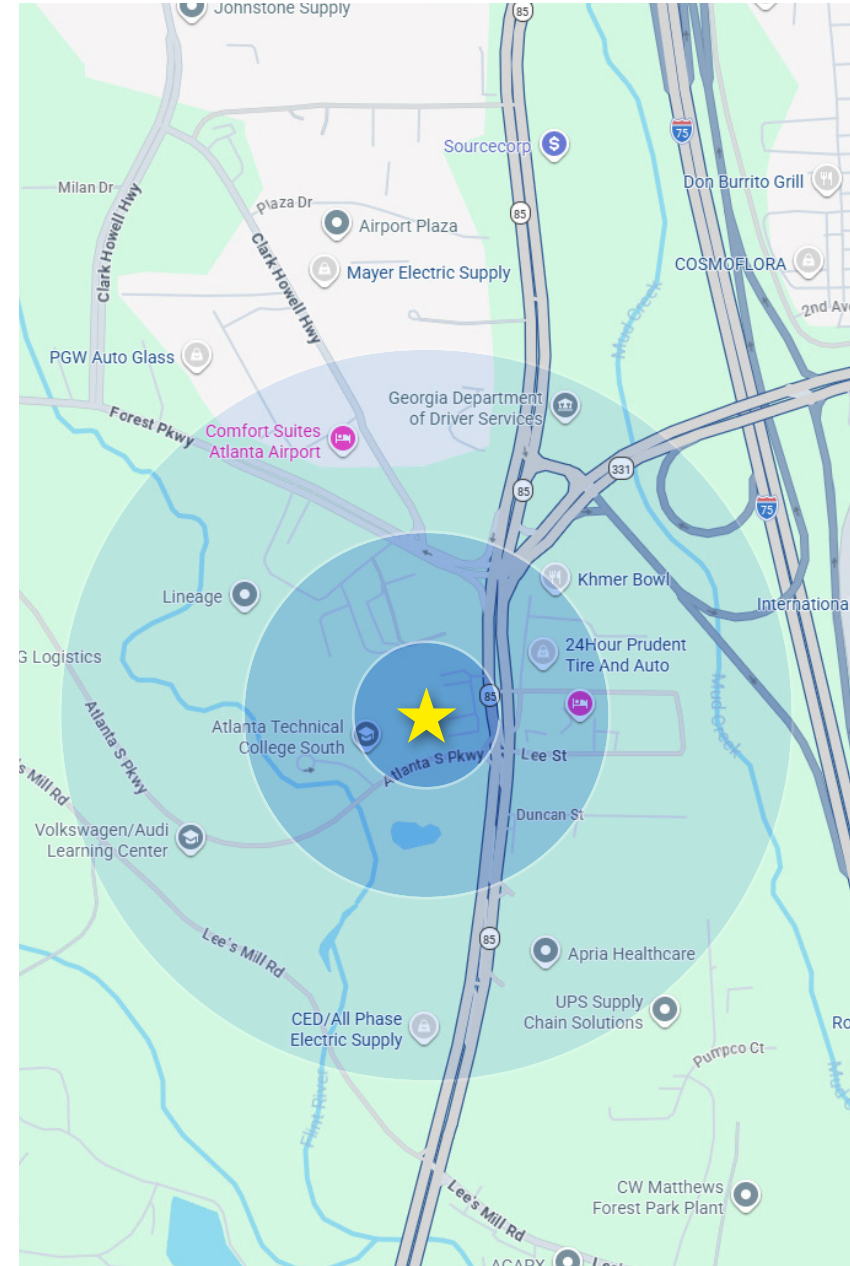 Johnstone Supply
85
75
Sourcecorp
Don Burrito Grill
Milan Dr
Plaza Dr
85
Airport Plaza
Clark Howell Hwy
Clark Howell Hwy
Mayer Electric Supply
COSMOFLORA
2nd Av
Mud Creek
PGW Auto Glass
Georgia Department
of Driver Services
Forest Pkwy
Comfort Suites
Atlanta Airport
331
85
75
Khmer Bowl
Lineage
Internationa
24Hour Prudent
Tire And Auto
G Logistics
85
Mud Creek
Atlanta S Pkwy
Atlanta Technical
College South
Atlanta S Pkwy
Lee St
s Mill Rd
Duncan St
Volkswagen/Audi
Learning Center
Lee's Mill Rd
85
Apria Healthcare
UPS Supply
Chain Solutions
CED/All Phase
Electric Supply
Ro
Pumpco Ct
Flint River
Mud C
CW Matthews
Forest Park Plant
Lee's Mill Rd